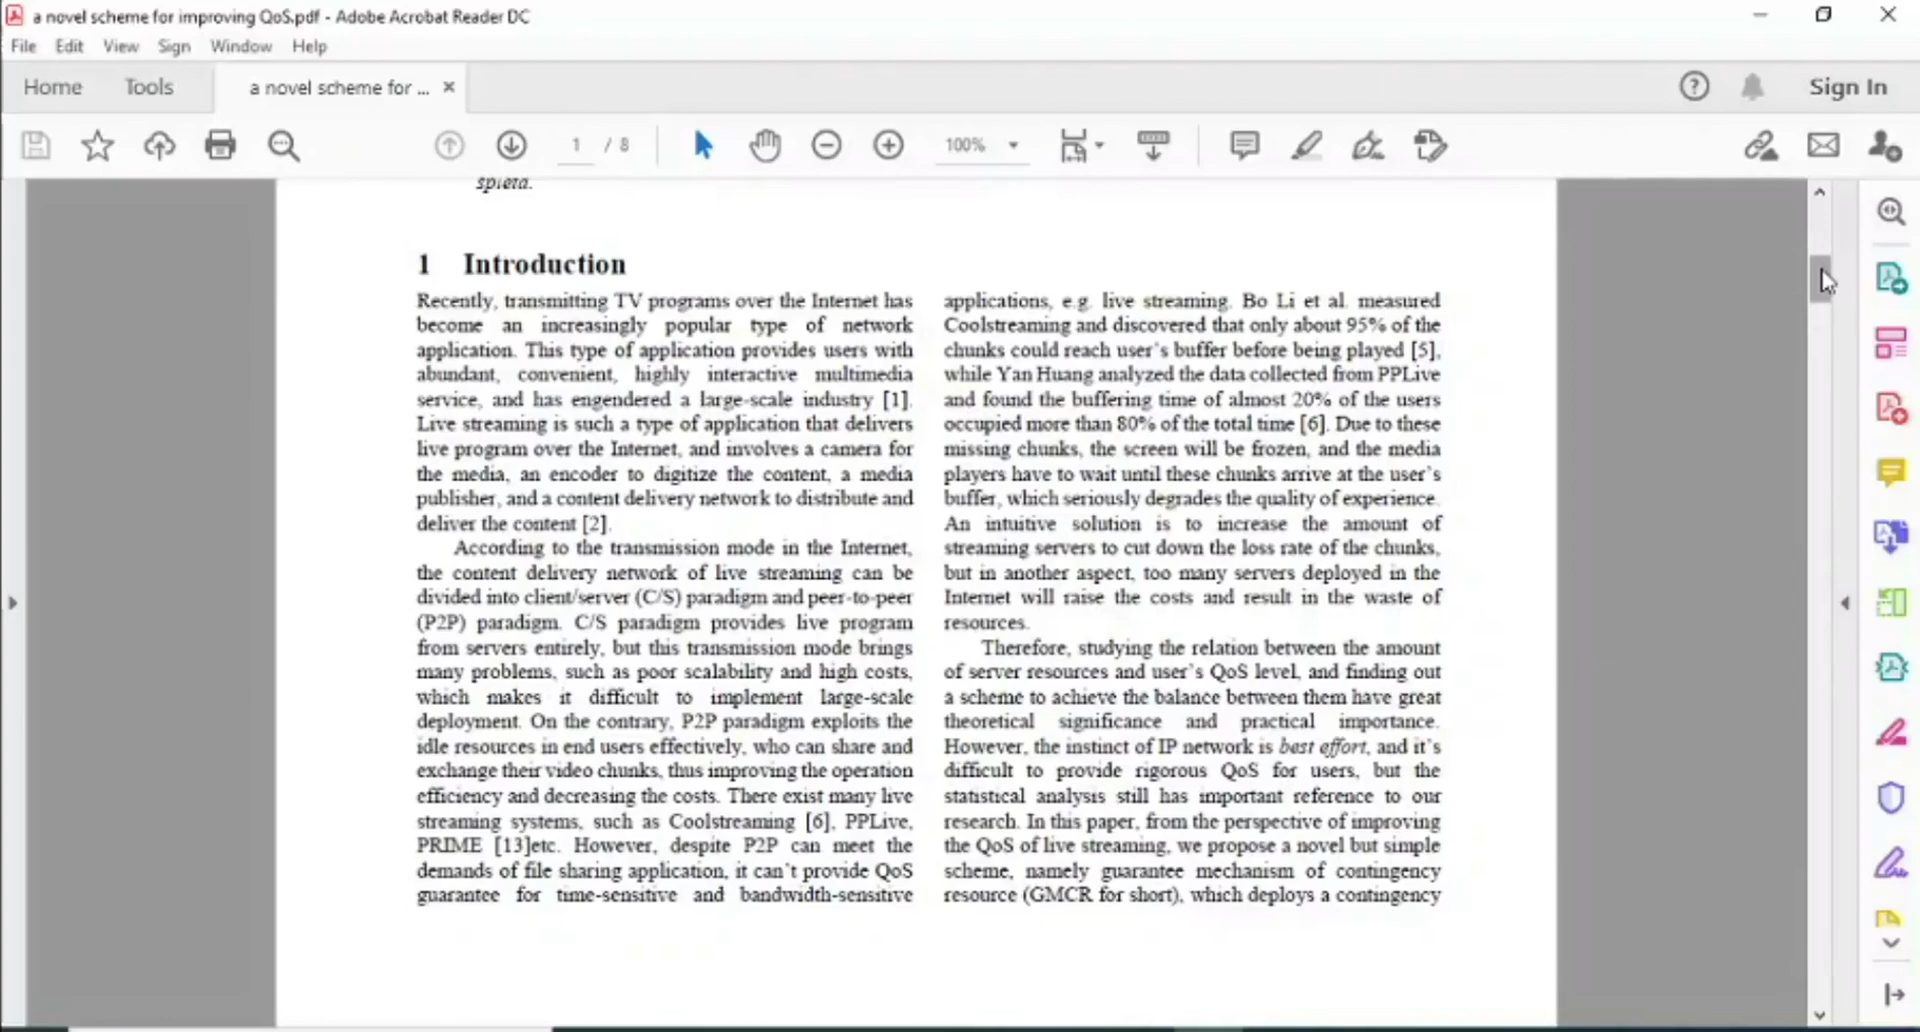 a novel scheme for improving QoS.pdf - Adobe Acrobat Reader DC
File Edit View Sign Window Help
Home Tools a novel scheme for ... × Sign In
1 / 8 100%
spiera.
1 Introduction
Recently, transmitting TV programs over the Internet has
become an increasingly popular type of network
application. This type of application provides users with
abundant, convenient, highly interactive multimedia
service, and has engendered a large-scale industry [1].
Live streaming is such a type of application that delivers
live program over the Internet, and involves a camera for
the media, an encoder to digitize the content, a media
publisher, and a content delivery network to distribute and
deliver the content [2].
According to the transmission mode in the Internet,
the content delivery network of live streaming can be
divided into client/server (C/S) paradigm and peer-to-peer
(P2P) paradigm. C/S paradigm provides live program
from servers entirely, but this transmission mode brings
many problems, such as poor scalability and high costs,
which makes it difficult to implement large-scale
deployment. On the contrary, P2P paradigm exploits the
idle resources in end users effectively, who can share and
exchange their video chunks, thus improving the operation
efficiency and decreasing the costs. There exist many live
streaming systems, such as Coolstreaming [6], PPLive,
PRIME [13]etc. However, despite P2P can meet the
demands of file sharing application, it can't provide QoS
guarantee for time-sensitive and bandwidth-sensitive
applications, e.g. live streaming. Bo Li et al. measured
Coolstreaming and discovered that only about 95% of the
chunks could reach user's buffer before being played [5],
while Yan Huang analyzed the data collected from PPLive
and found the buffering time of almost 20% of the users
occupied more than 80% of the total time [6]. Due to these
missing chunks, the screen will be frozen, and the media
players have to wait until these chunks arrive at the user's
buffer, which seriously degrades the quality of experience.
An intuitive solution is to increase the amount of
streaming servers to cut down the loss rate of the chunks,
but in another aspect, too many servers deployed in the
Internet will raise the costs and result in the waste of
resources.
Therefore, studying the relation between the amount
of server resources and user's QoS level, and finding out
a scheme to achieve the balance between them have great
theoretical significance and practical importance.
However, the instinct of IP network is best effort, and it's
difficult to provide rigorous QoS for users, but the
statistical analysis still has important reference to our
research. In this paper, from the perspective of improving
the QoS of live streaming, we propose a novel but simple
scheme, namely guarantee mechanism of contingency
resource (GMCR for short), which deploys a contingency